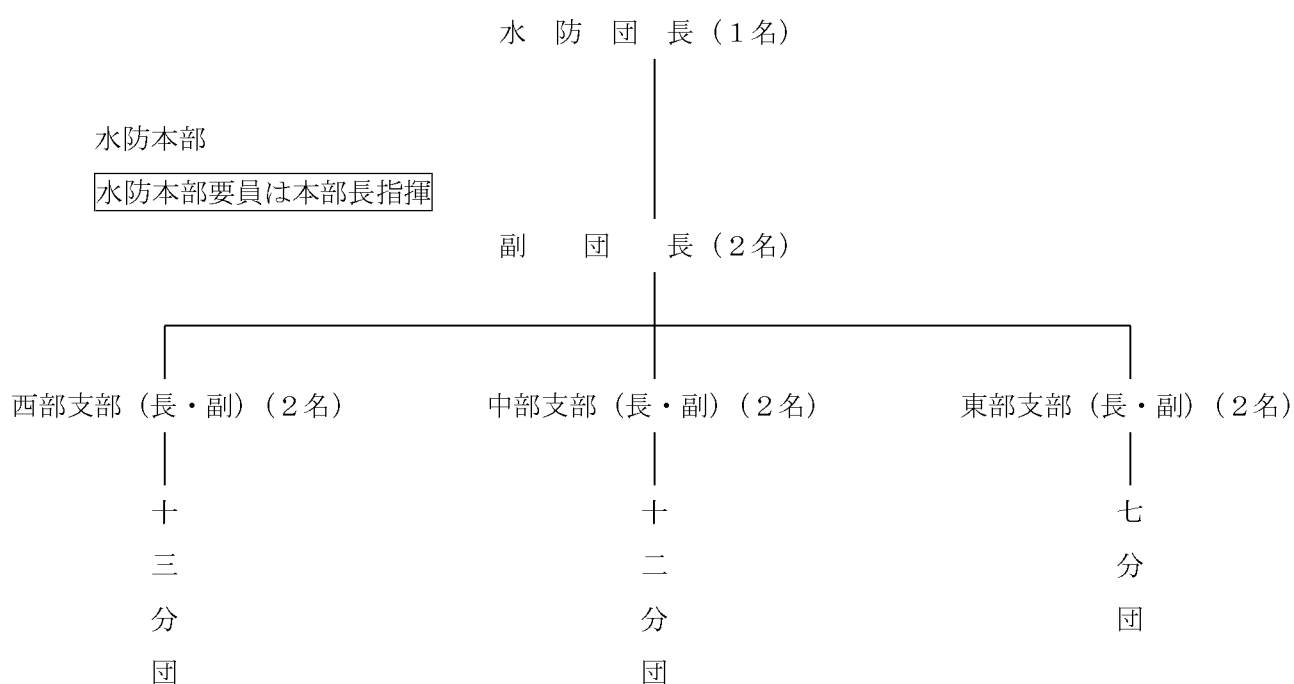 水　防　団　長（１名）
水防本部
水防本部要員は本部長指揮
副　　団　　長（２名）
西部支部（長・副）（２名）
中部支部（長・副）（２名）
東部支部（長・副）（２名）
十三分団
十二分団
七分団